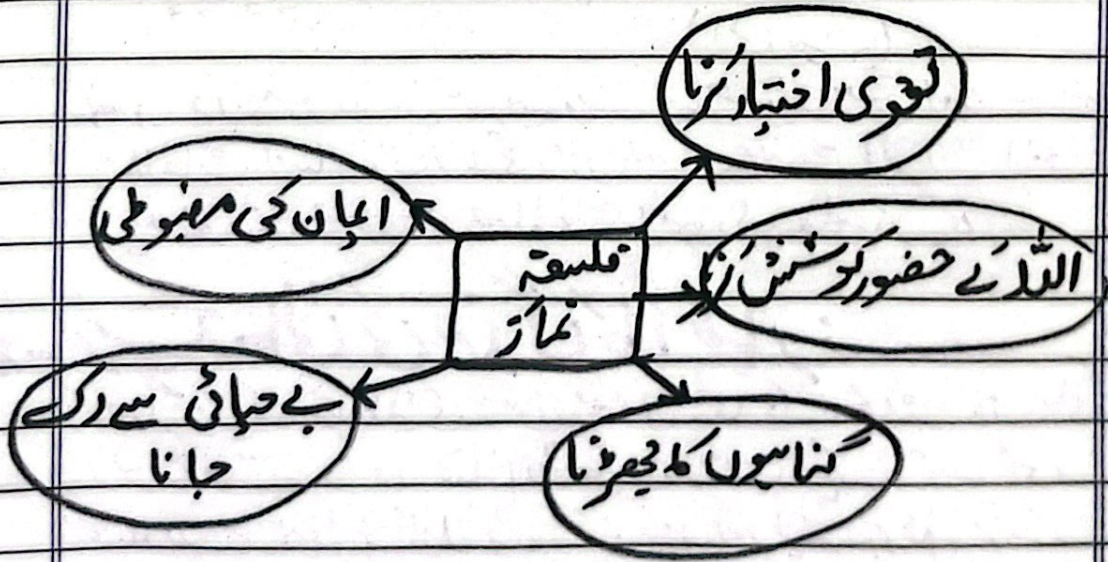 تقوی اختیار کرنا
ایمان کی مضبوطی
فلسفہ
نماز
اللہ کے حضور کوشش کرنا
بے حیائی سے رکے
جانا
گناہوں کا جھڑنا